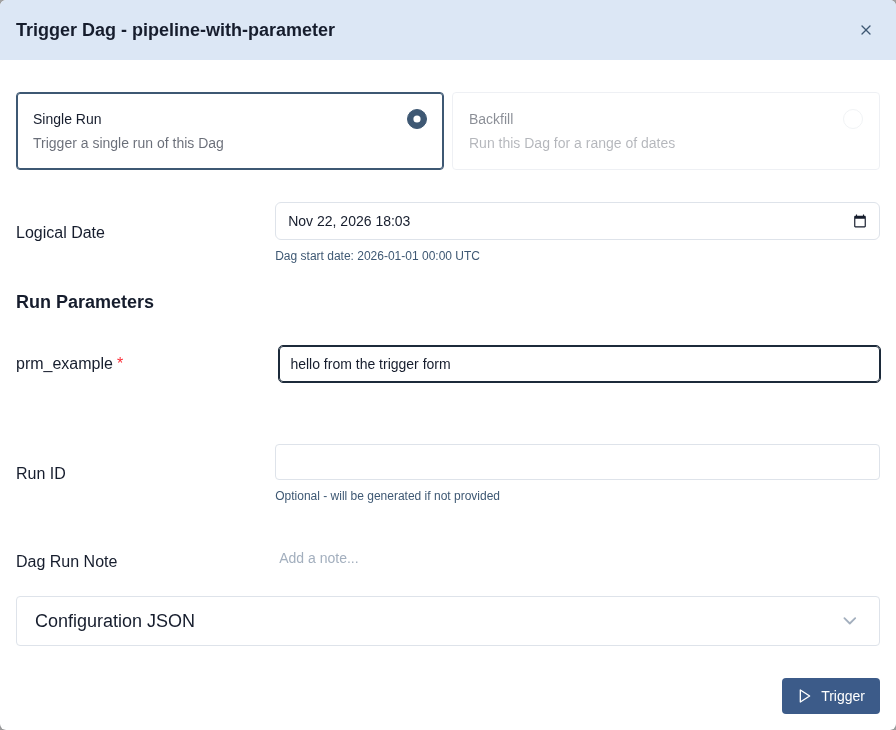 Trigger Dag - pipeline-with-parameter
Single Run
Trigger a single run of this Dag
Backfill
Run this Dag for a range of dates
Logical Date
Nov 22, 2026 18:03
Dag start date: 2026-01-01 00:00 UTC
Run Parameters
prm_example *
hello from the trigger form
Run ID
Optional - will be generated if not provided
Dag Run Note
Add a note...
Configuration JSON
Trigger